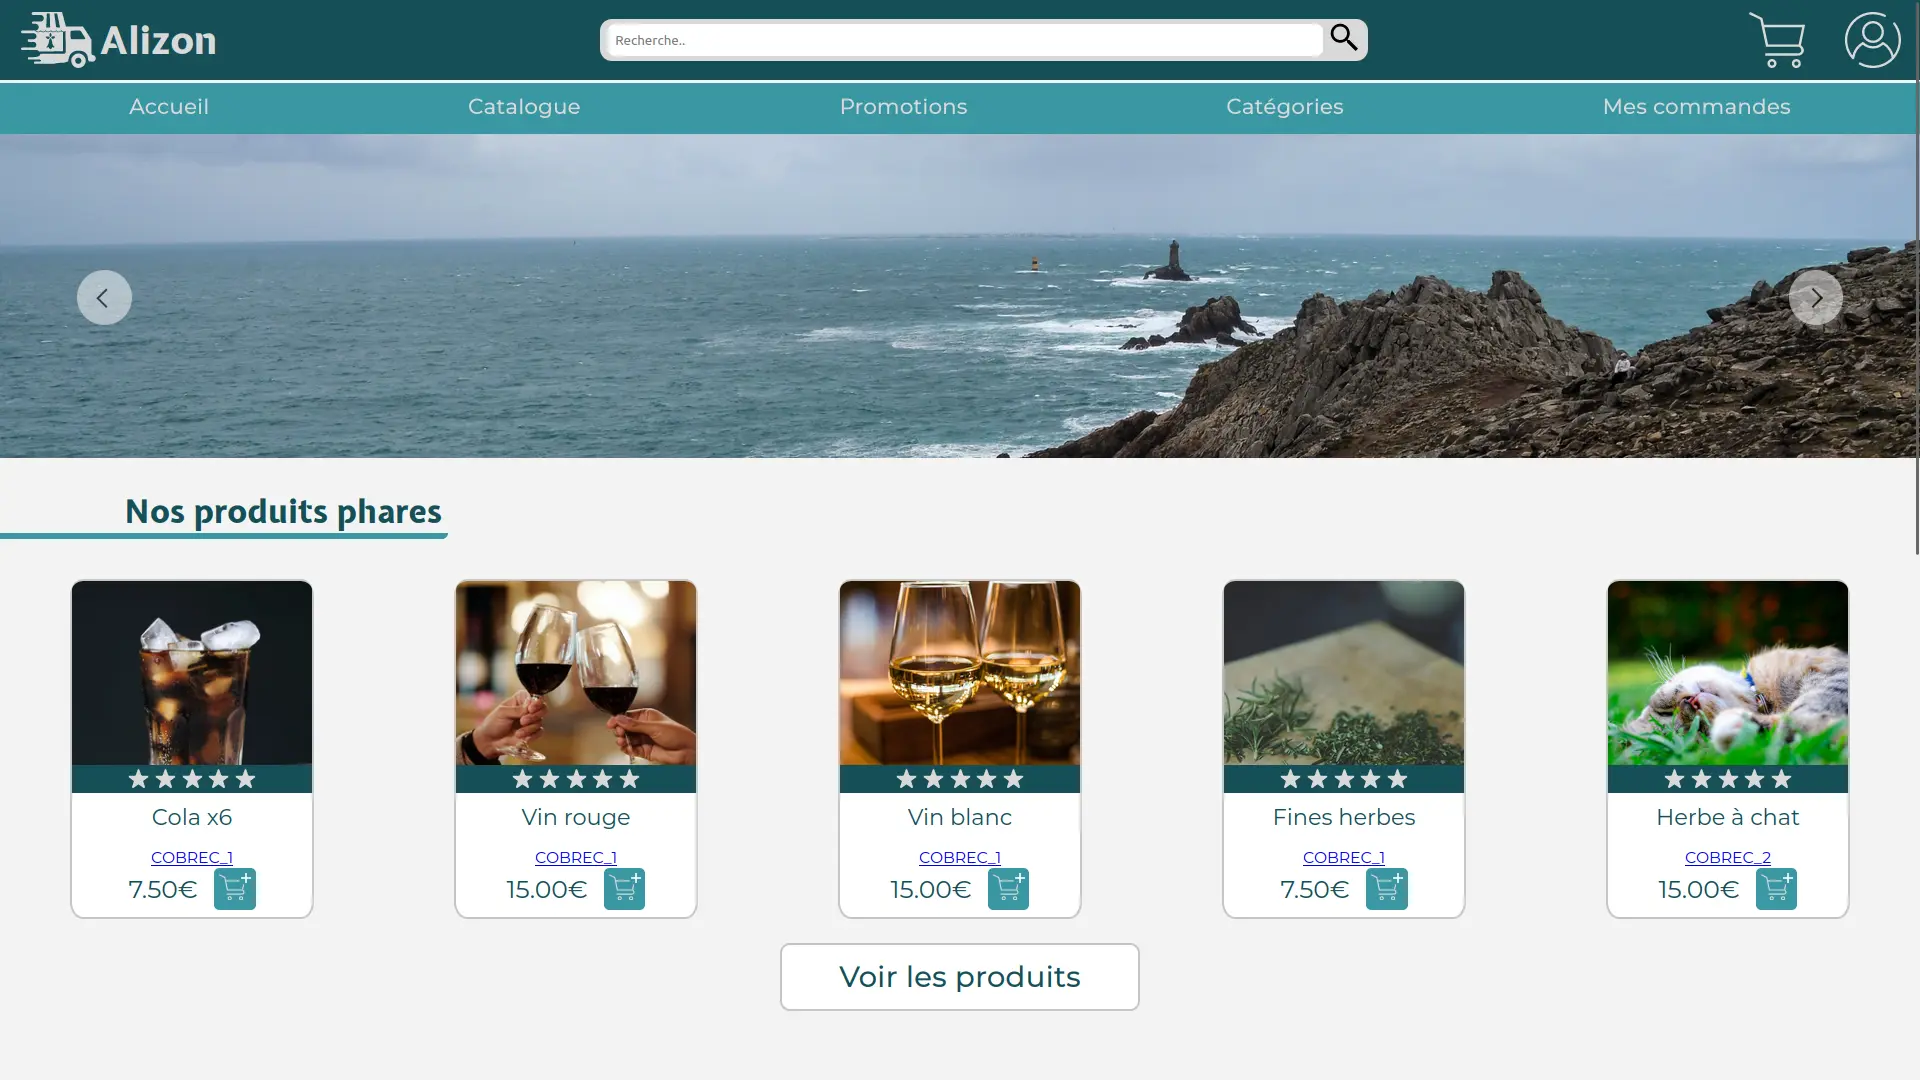 Alizon
Recherche..
Accueil
Catalogue
Promotions
Catégories
Mes commandes
Nos produits phares
Cola x6
COBREC_1
7.50€
Vin rouge
COBREC_1
15.00€
Vin blanc
COBREC_1
15.00€
Fines herbes
COBREC_1
7.50€
Herbe à chat
COBREC_2
15.00€
Voir les produits